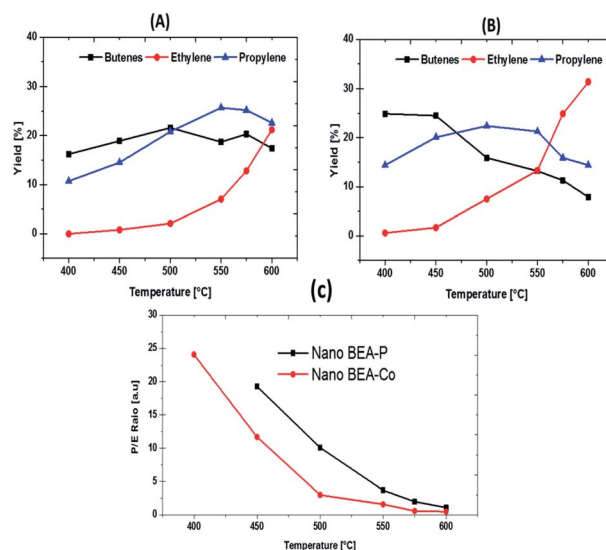 (A)
Butenes Ethylene Propylene
Yield [%]
40
30
20
10
0
400 450 500 550 600
Temperature [°C]
(B)
Butenes Ethylene Propylene
Yield [%]
40
30
20
10
0
400 450 500 550 600
Temperature [°C]
(C)
Nano BEA-P
Nano BEA-Co
P/E Raio [a.u]
30
25
20
15
10
5
0
400 450 500 550 600
Temperature [°C]